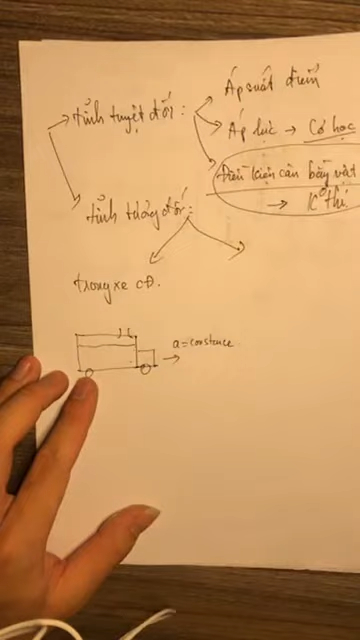 Áp suất điểm
Tĩnh tuyệt đối:
Áp lực → Cơ học
Điều kiện cân bằng vật
→ K° thi
Tĩnh tương đối:
trong xe CĐ.
a = constence